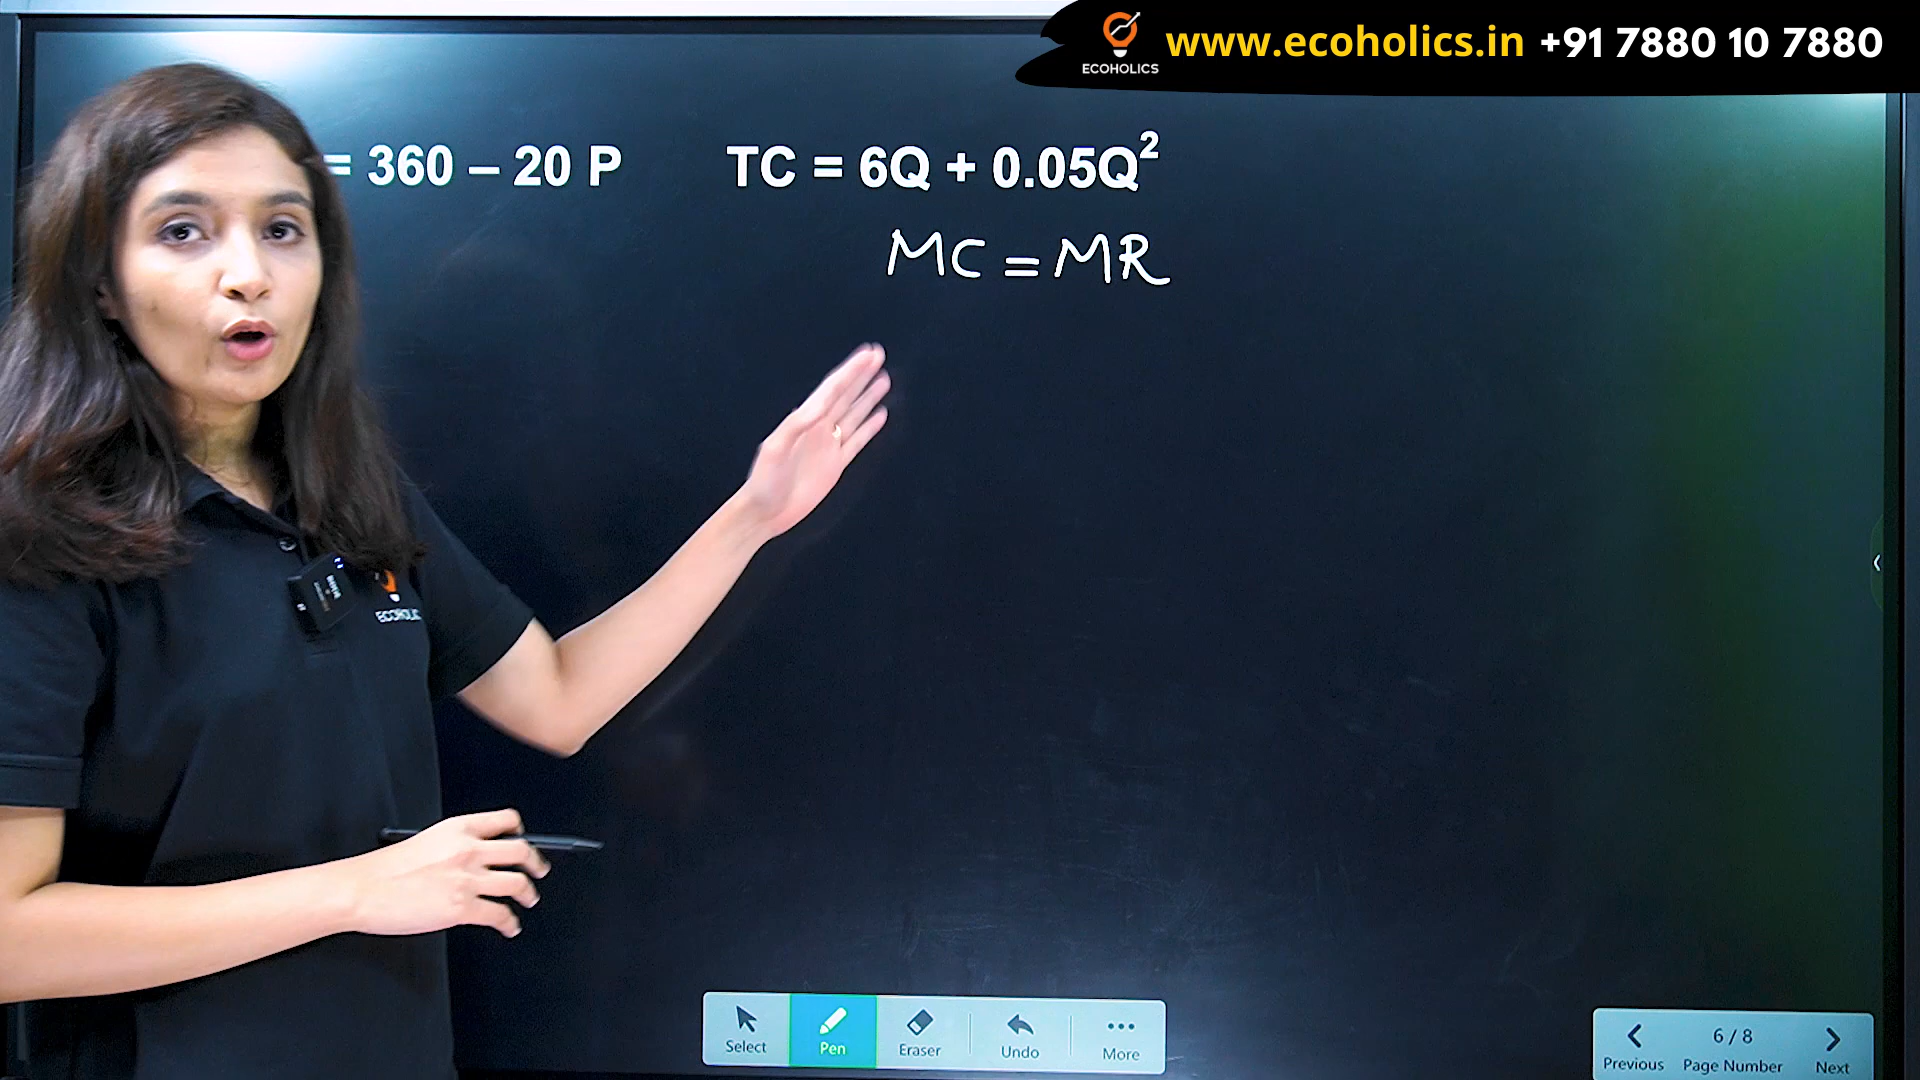 www.ecoholics.in +91 7880 10 7880
ECOHOLICS
= 360 – 20 P TC = 6Q + 0.05Q²
MC = MR
Select Pen Eraser Undo More
6 / 8
Previous Page Number Next